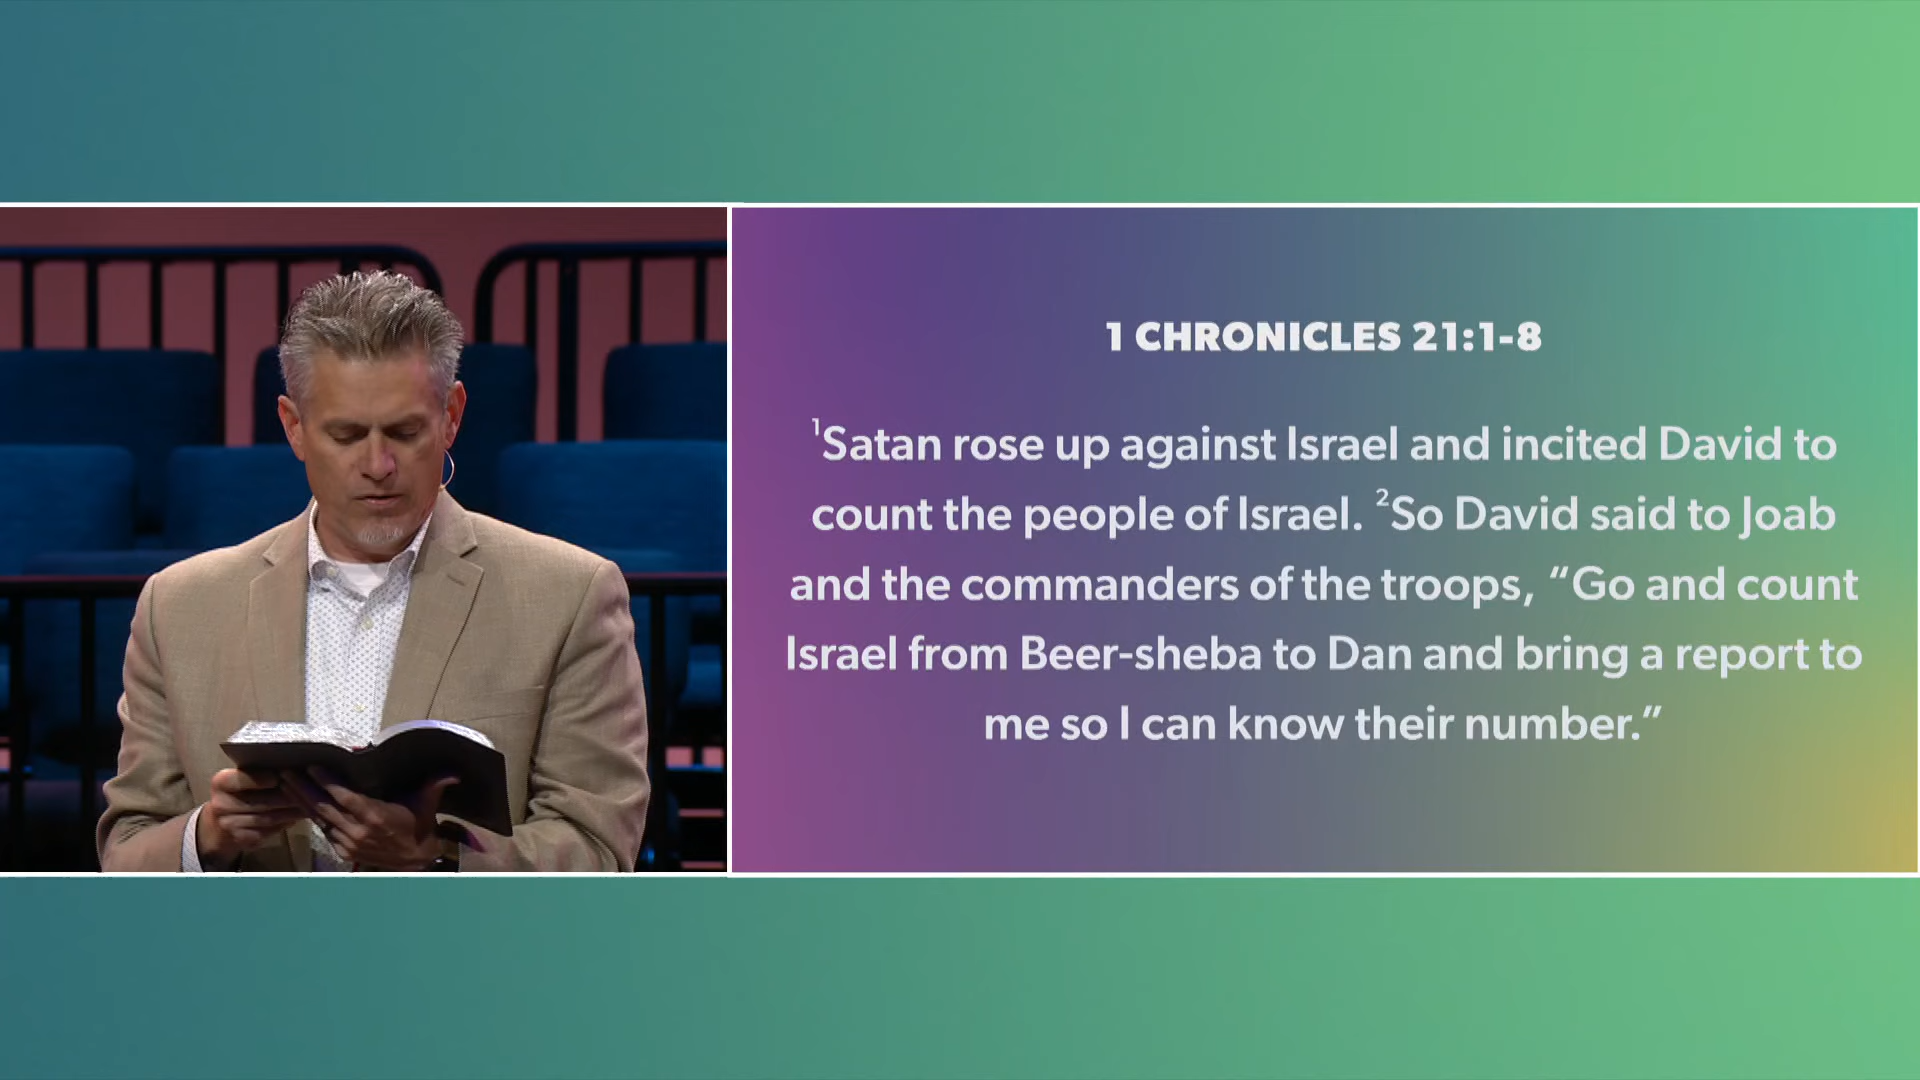 1 CHRONICLES 21:1-8
¹Satan rose up against Israel and incited David to
count the people of Israel. ²So David said to Joab
and the commanders of the troops, “Go and count
Israel from Beer-sheba to Dan and bring a report to
me so I can know their number.”